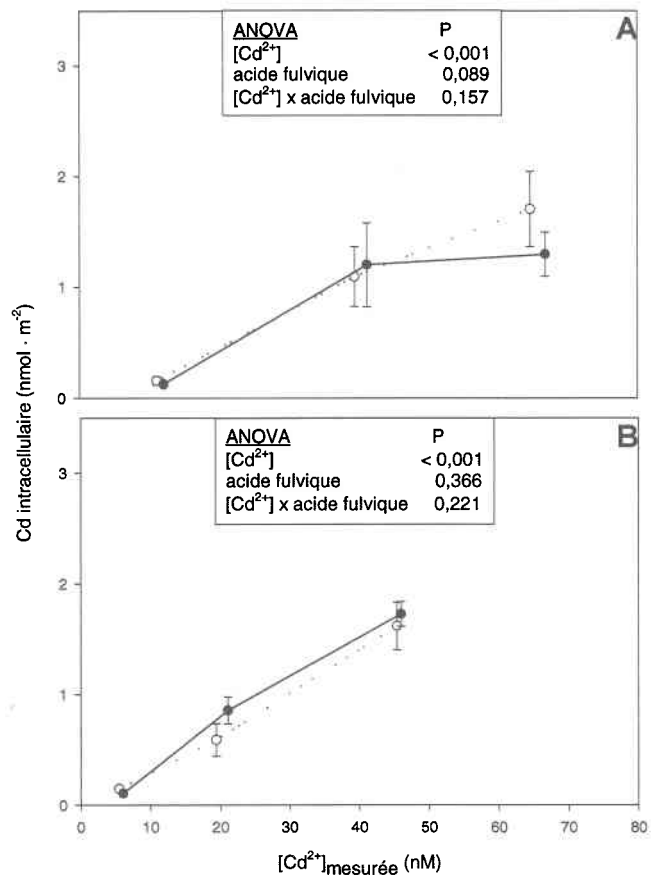 A
ANOVA P
[Cd²⁺] < 0,001
acide fulvique 0,089
[Cd²⁺] x acide fulvique 0,157
3
2
1
0
Cd intracellulaire (nmol · m⁻²)
B
ANOVA P
[Cd²⁺] < 0,001
acide fulvique 0,366
[Cd²⁺] x acide fulvique 0,221
3
2
1
0
0 10 20 30 40 50 60 70 80
[Cd²⁺]mesurée (nM)